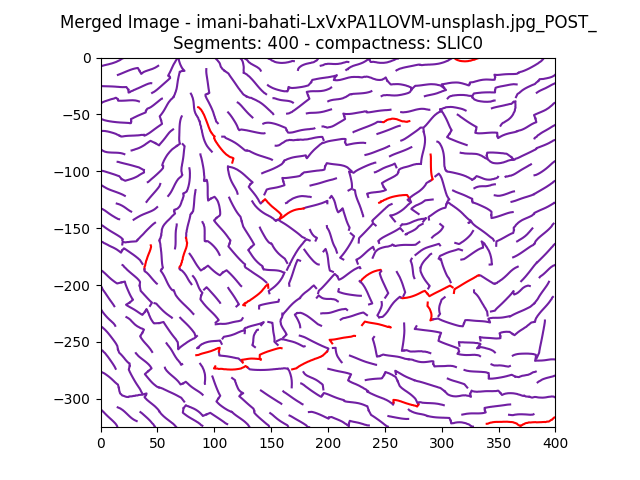 Merged Image - imani-bahati-LxVxPA1LOVM-unsplash.jpg_POST_
Segments: 400 - compactness: SLIC0
0
−50
−100
−150
−200
−250
−300
0 50 100 150 200 250 300 350 400